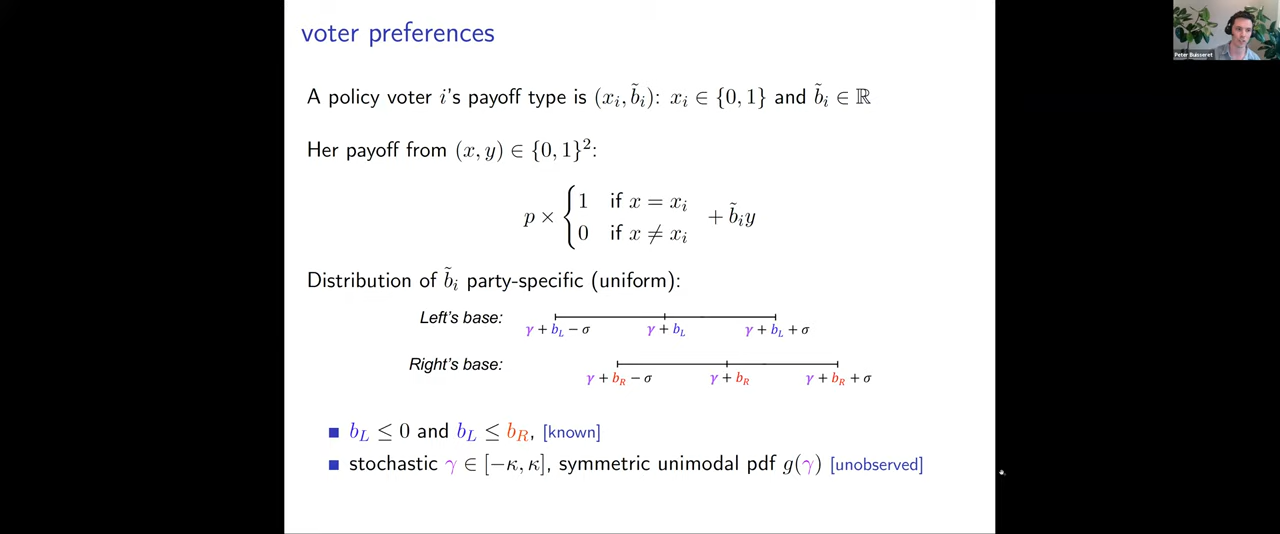 voter preferences
Peter Buisseret
A policy voter i's payoff type is (x_i, b̃_i): x_i ∈ {0, 1} and b̃_i ∈ ℝ
Her payoff from (x, y) ∈ {0, 1}²:
p × { 1 if x = x_i
0 if x ≠ x_i
+ b̃_i y
Distribution of b̃_i party-specific (uniform):
Left's base:
γ + b_L − σ γ + b_L γ + b_L + σ
Right's base:
γ + b_R − σ γ + b_R γ + b_R + σ
■ b_L ≤ 0 and b_L ≤ b_R, [known]
■ stochastic γ ∈ [−κ, κ], symmetric unimodal pdf g(γ) [unobserved]